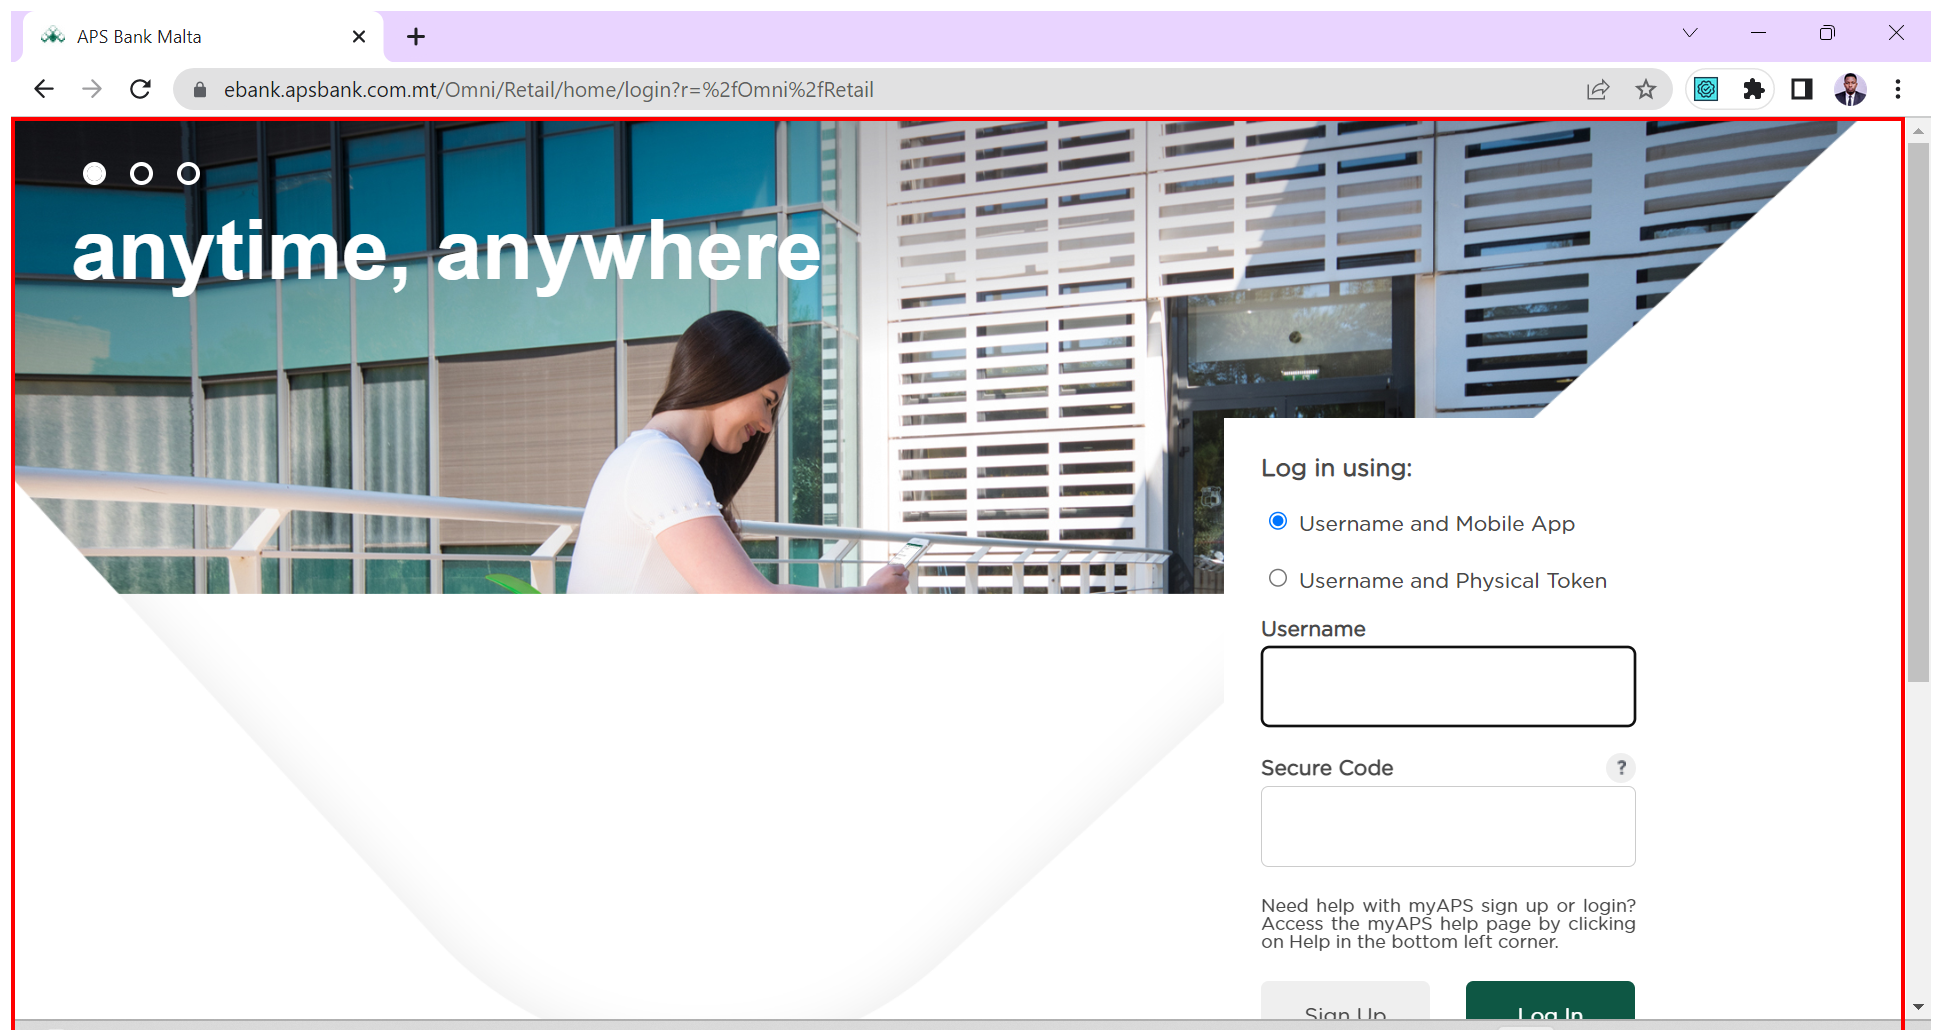 APS Bank Malta
ebank.apsbank.com.mt/Omni/Retail/home/login?r=%2fOmni%2fRetail
anytime, anywhere
Log in using:
Username and Mobile App
Username and Physical Token
Username
Secure Code ?
Need help with myAPS sign up or login?
Access the myAPS help page by clicking
on Help in the bottom left corner.
Sign Up Log In